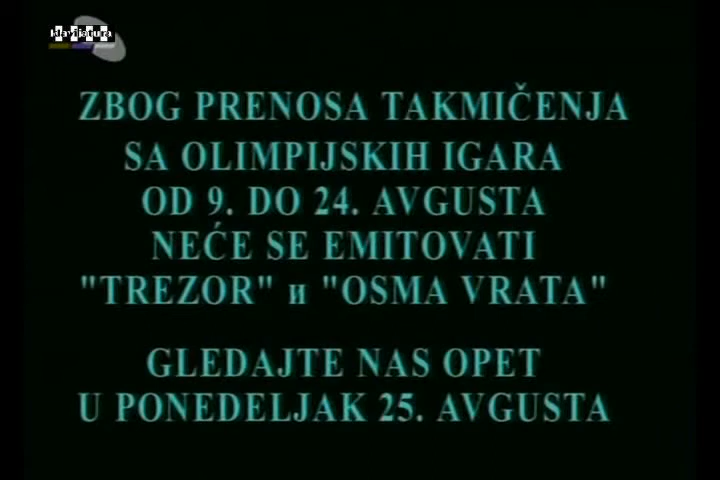 klavijatura
ZBOG PRENOSA TAKMIČENJA
SA OLIMPIJSKIH IGARA
OD 9. DO 24. AVGUSTA
NEĆE SE EMITOVATI
"TREZOR" и "OSMA VRATA"
GLEDAJTE NAS OPET
U PONEDELJAK 25. AVGUSTA